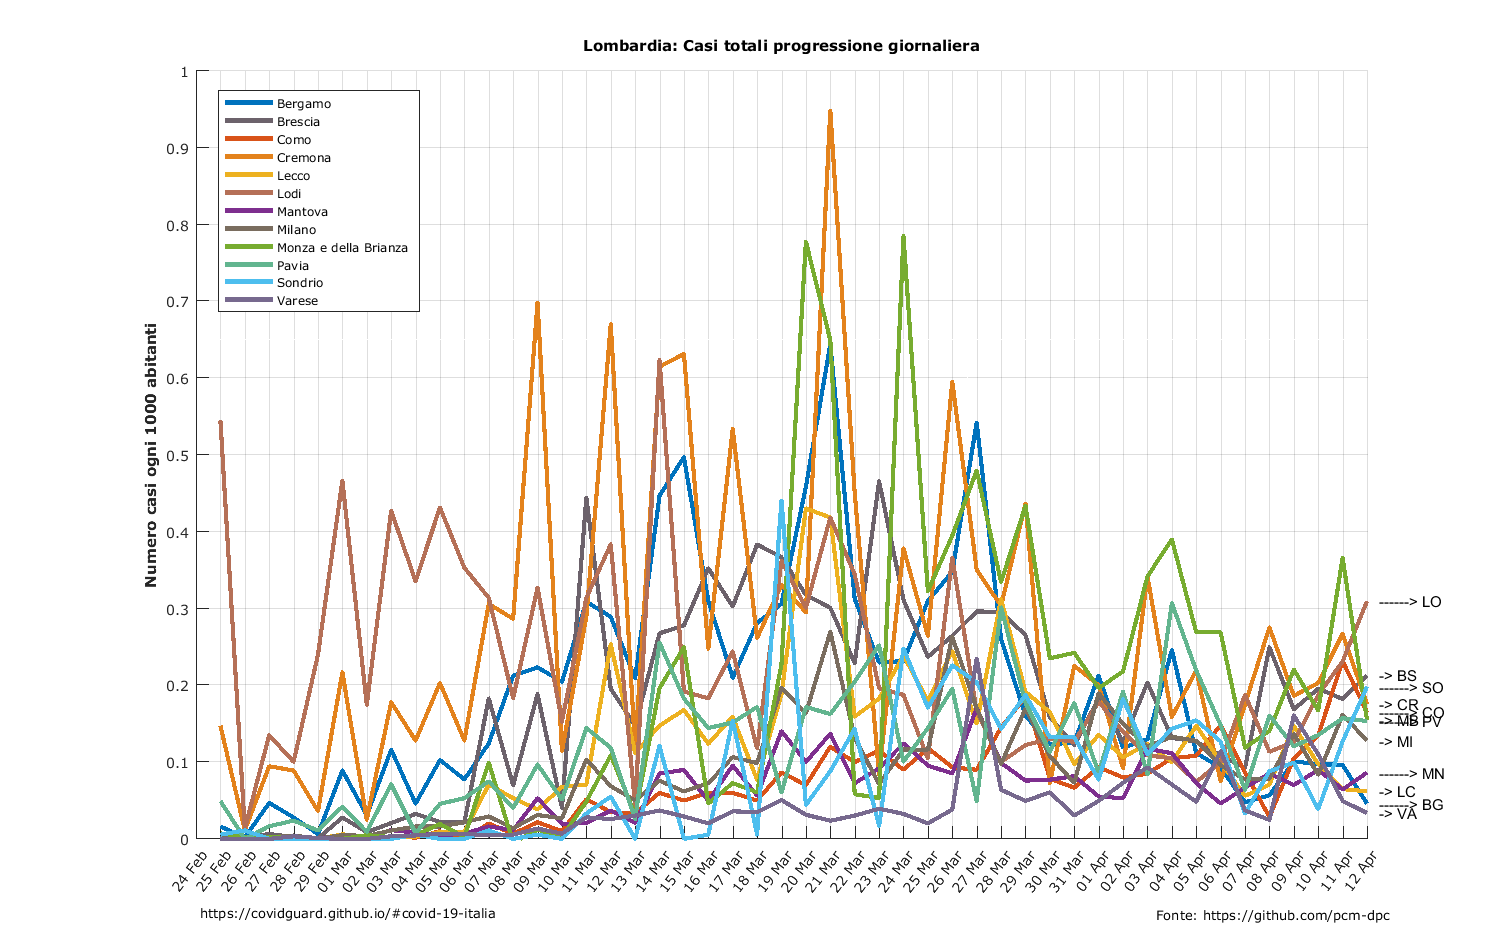 Lombardia: Casi totali progressione giornaliera
Numero casi ogni 1000 abitanti
1
0.9
0.8
0.7
0.6
0.5
0.4
0.3
0.2
0.1
0
Bergamo
Brescia
Como
Cremona
Lecco
Lodi
Mantova
Milano
Monza e della Brianza
Pavia
Sondrio
Varese
------> LO
-> BS
------> SO
-> CR
CO
MB PV
-> MI
------> MN
-> LC
------> BG
-> VA
24 Feb
25 Feb
26 Feb
27 Feb
28 Feb
29 Feb
01 Mar
02 Mar
03 Mar
04 Mar
05 Mar
06 Mar
07 Mar
08 Mar
09 Mar
10 Mar
11 Mar
12 Mar
13 Mar
14 Mar
15 Mar
16 Mar
17 Mar
18 Mar
19 Mar
20 Mar
21 Mar
22 Mar
23 Mar
24 Mar
25 Mar
26 Mar
27 Mar
28 Mar
29 Mar
30 Mar
31 Mar
01 Apr
02 Apr
03 Apr
04 Apr
05 Apr
06 Apr
07 Apr
08 Apr
09 Apr
10 Apr
11 Apr
12 Apr
https://covidguard.github.io/#covid-19-italia
Fonte: https://github.com/pcm-dpc